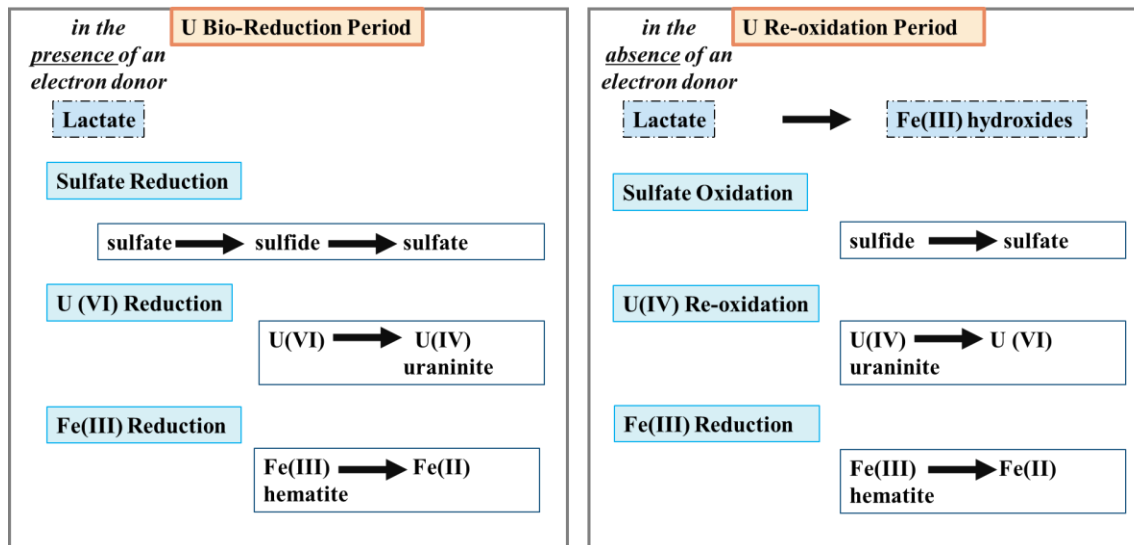 in the
presence of an
electron donor
U Bio-Reduction Period
Lactate
Sulfate Reduction
sulfate sulfide sulfate
U (VI) Reduction
U(VI) U(IV)
uraninite
Fe(III) Reduction
Fe(III) Fe(II)
hematite
in the
absence of an
electron donor
U Re-oxidation Period
Lactate Fe(III) hydroxides
Sulfate Oxidation
sulfide sulfate
U(IV) Re-oxidation
U(IV) U (VI)
uraninite
Fe(III) Reduction
Fe(III) Fe(II)
hematite